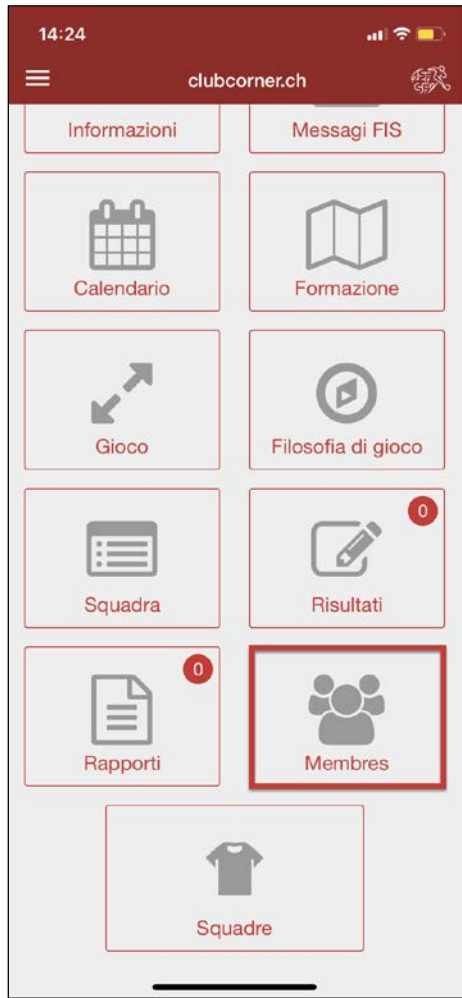 14:24
clubcorner.ch
Informazioni
Messagi FIS
Calendario
Formazione
Gioco
Filosofia di gioco
0
Squadra
Risultati
0
Rapporti
Membres
Squadre